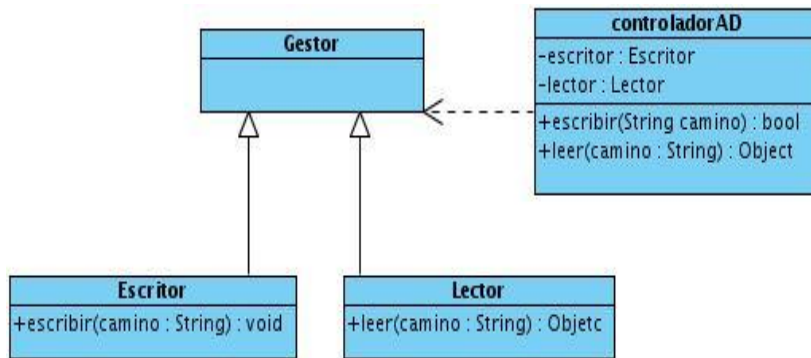 Gestor
controladorAD
-escritor : Escritor
-lector : Lector
+escribir(String camino) : bool
+leer(camino : String) : Object
Escritor
+escribir(camino : String) : void
Lector
+leer(camino : String) : Objetc